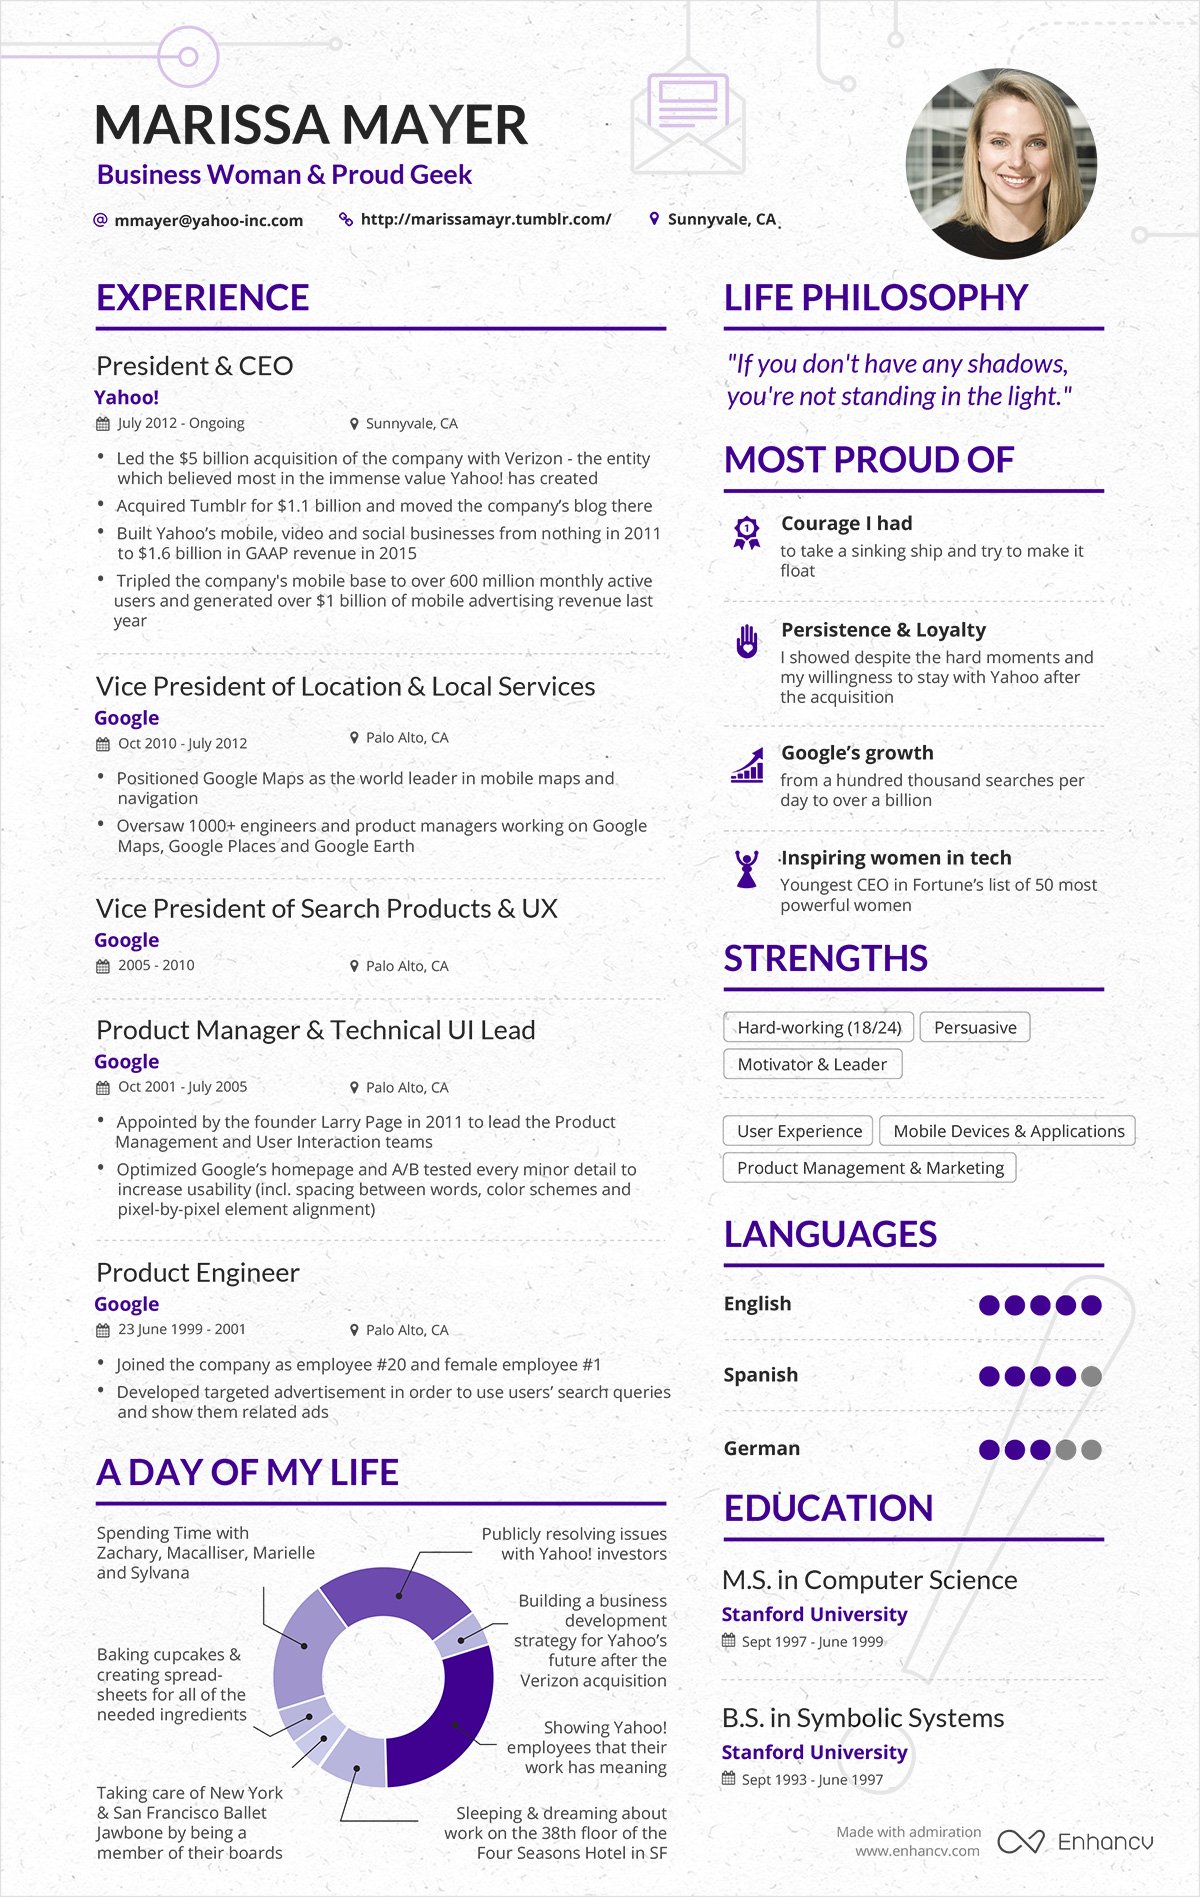 MARISSA MAYER
Business Woman & Proud Geek
@ mmayer@yahoo-inc.com http://marissamayr.tumblr.com/ Sunnyvale, CA
EXPERIENCE
President & CEO
Yahoo!
July 2012 - Ongoing Sunnyvale, CA
• Led the $5 billion acquisition of the company with Verizon - the entity
which believed most in the immense value Yahoo! has created
• Acquired Tumblr for $1.1 billion and moved the company's blog there
• Built Yahoo's mobile, video and social businesses from nothing in 2011
to $1.6 billion in GAAP revenue in 2015
• Tripled the company's mobile base to over 600 million monthly active
users and generated over $1 billion of mobile advertising revenue last
year
Vice President of Location & Local Services
Google
Oct 2010 - July 2012 Palo Alto, CA
• Positioned Google Maps as the world leader in mobile maps and
navigation
• Oversaw 1000+ engineers and product managers working on Google
Maps, Google Places and Google Earth
Vice President of Search Products & UX
Google
2005 - 2010 Palo Alto, CA
Product Manager & Technical UI Lead
Google
Oct 2001 - July 2005 Palo Alto, CA
• Appointed by the founder Larry Page in 2011 to lead the Product
Management and User Interaction teams
• Optimized Google's homepage and A/B tested every minor detail to
increase usability (incl. spacing between words, color schemes and
pixel-by-pixel element alignment)
Product Engineer
Google
23 June 1999 - 2001 Palo Alto, CA
• Joined the company as employee #20 and female employee #1
• Developed targeted advertisement in order to use users' search queries
and show them related ads
A DAY OF MY LIFE
Spending Time with
Zachary, Macalliser, Marielle
and Sylvana
Baking cupcakes &
creating spread-
sheets for all of the
needed ingredients
Taking care of New York
& San Francisco Ballet
Jawbone by being a
member of their boards
Publicly resolving issues
with Yahoo! investors
Building a business
development
strategy for Yahoo's
future after the
Verizon acquisition
Showing Yahoo!
employees that their
work has meaning
Sleeping & dreaming about
work on the 38th floor of the
Four Seasons Hotel in SF
LIFE PHILOSOPHY
"If you don't have any shadows,
you're not standing in the light."
MOST PROUD OF
1
Courage I had
to take a sinking ship and try to make it
float
Persistence & Loyalty
I showed despite the hard moments and
my willingness to stay with Yahoo after
the acquisition
Google's growth
from a hundred thousand searches per
day to over a billion
Inspiring women in tech
Youngest CEO in Fortune's list of 50 most
powerful women
STRENGTHS
Hard-working (18/24) Persuasive
Motivator & Leader
User Experience Mobile Devices & Applications
Product Management & Marketing
LANGUAGES
English
Spanish
German
EDUCATION
M.S. in Computer Science
Stanford University
Sept 1997 - June 1999
B.S. in Symbolic Systems
Stanford University
Sept 1993 - June 1997
Made with admiration
www.enhancv.com
Enhancv